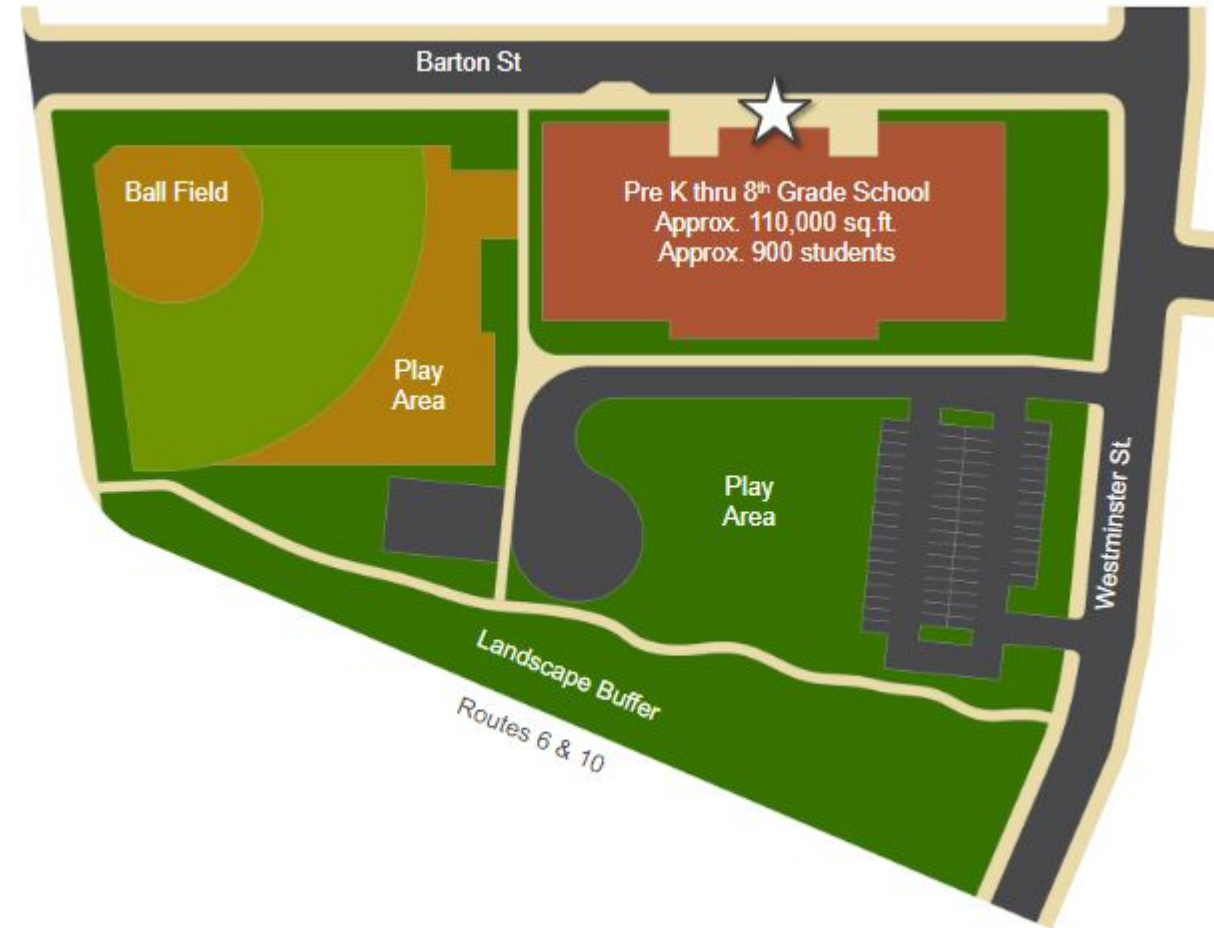 Barton St
Ball Field
Pre K thru 8th Grade School
Approx. 110,000 sq.ft.
Approx. 900 students
Play
Area
Play
Area
Westminster St.
Landscape Buffer
Routes 6 & 10